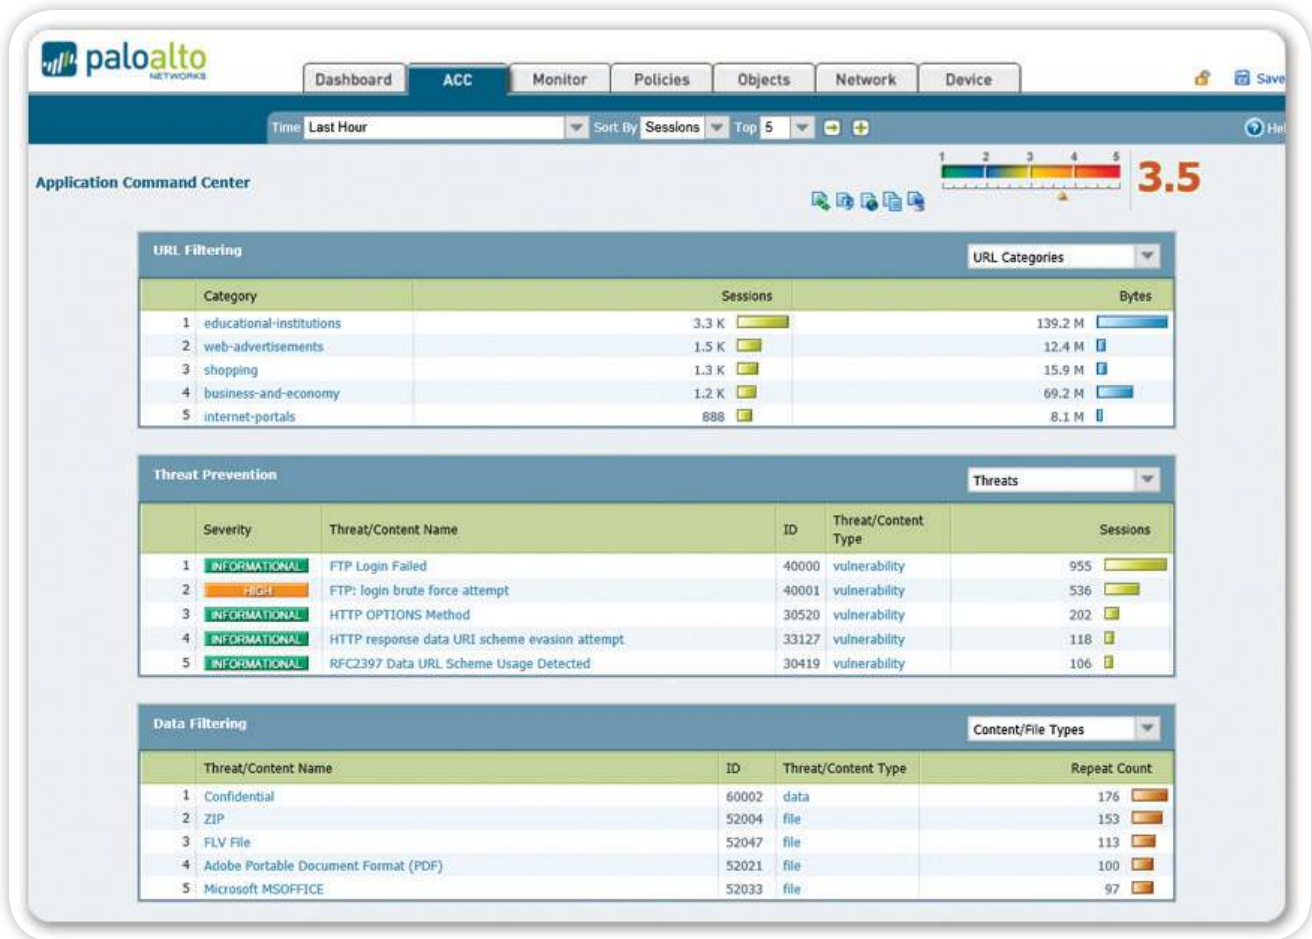 paloalto
NETWORKS
Dashboard ACC Monitor Policies Objects Network Device Save
Time Last Hour Sort By Sessions Top 5 Hel
Application Command Center
1 2 3 4 5
3.5
URL Filtering URL Categories
Category Sessions Bytes
1 educational-institutions 3.3 K 139.2 M
2 web-advertisements 1.5 K 12.4 M
3 shopping 1.3 K 15.9 M
4 business-and-economy 1.2 K 69.2 M
5 internet-portals 888 8.1 M
Threat Prevention Threats
Severity Threat/Content Name ID Threat/Content Type Sessions
1 INFORMATIONAL FTP Login Failed 40000 vulnerability 955
2 HIGH FTP: login brute force attempt 40001 vulnerability 536
3 INFORMATIONAL HTTP OPTIONS Method 30520 vulnerability 202
4 INFORMATIONAL HTTP response data URI scheme evasion attempt 33127 vulnerability 118
5 INFORMATIONAL RFC2397 Data URL Scheme Usage Detected 30419 vulnerability 106
Data Filtering Content/File Types
Threat/Content Name ID Threat/Content Type Repeat Count
1 Confidential 60002 data 176
2 ZIP 52004 file 153
3 FLV File 52047 file 113
4 Adobe Portable Document Format (PDF) 52021 file 100
5 Microsoft MSOFFICE 52033 file 97